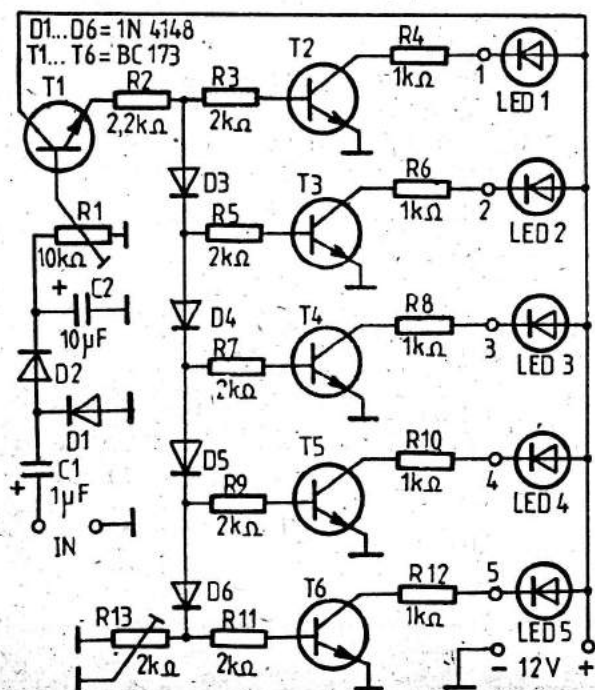 D1...D6=1N 4148
T1...T6=BC 173
T1
R2
2,2kΩ
R3
2kΩ
T2
R4
1kΩ
1
LED 1
D3
R5
2kΩ
T3
R6
1kΩ
2
LED 2
R1
10kΩ
+
C2
10µF
D4
R7
2kΩ
T4
R8
1kΩ
3
LED 3
D2
D1
D5
R9
2kΩ
T5
R10
1kΩ
4
LED 4
C1
+
1µF
IN
D6
R13
2kΩ
R11
2kΩ
T6
R12
1kΩ
5
LED 5
- 12V +